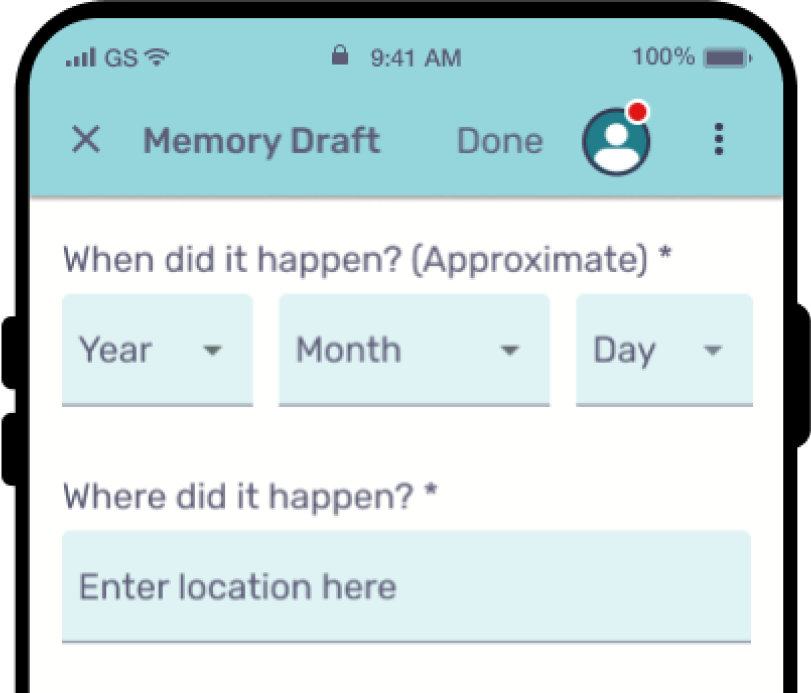 GS 9:41 AM 100%
Memory Draft Done
When did it happen? (Approximate) *
Year Month Day
Where did it happen? *
Enter location here